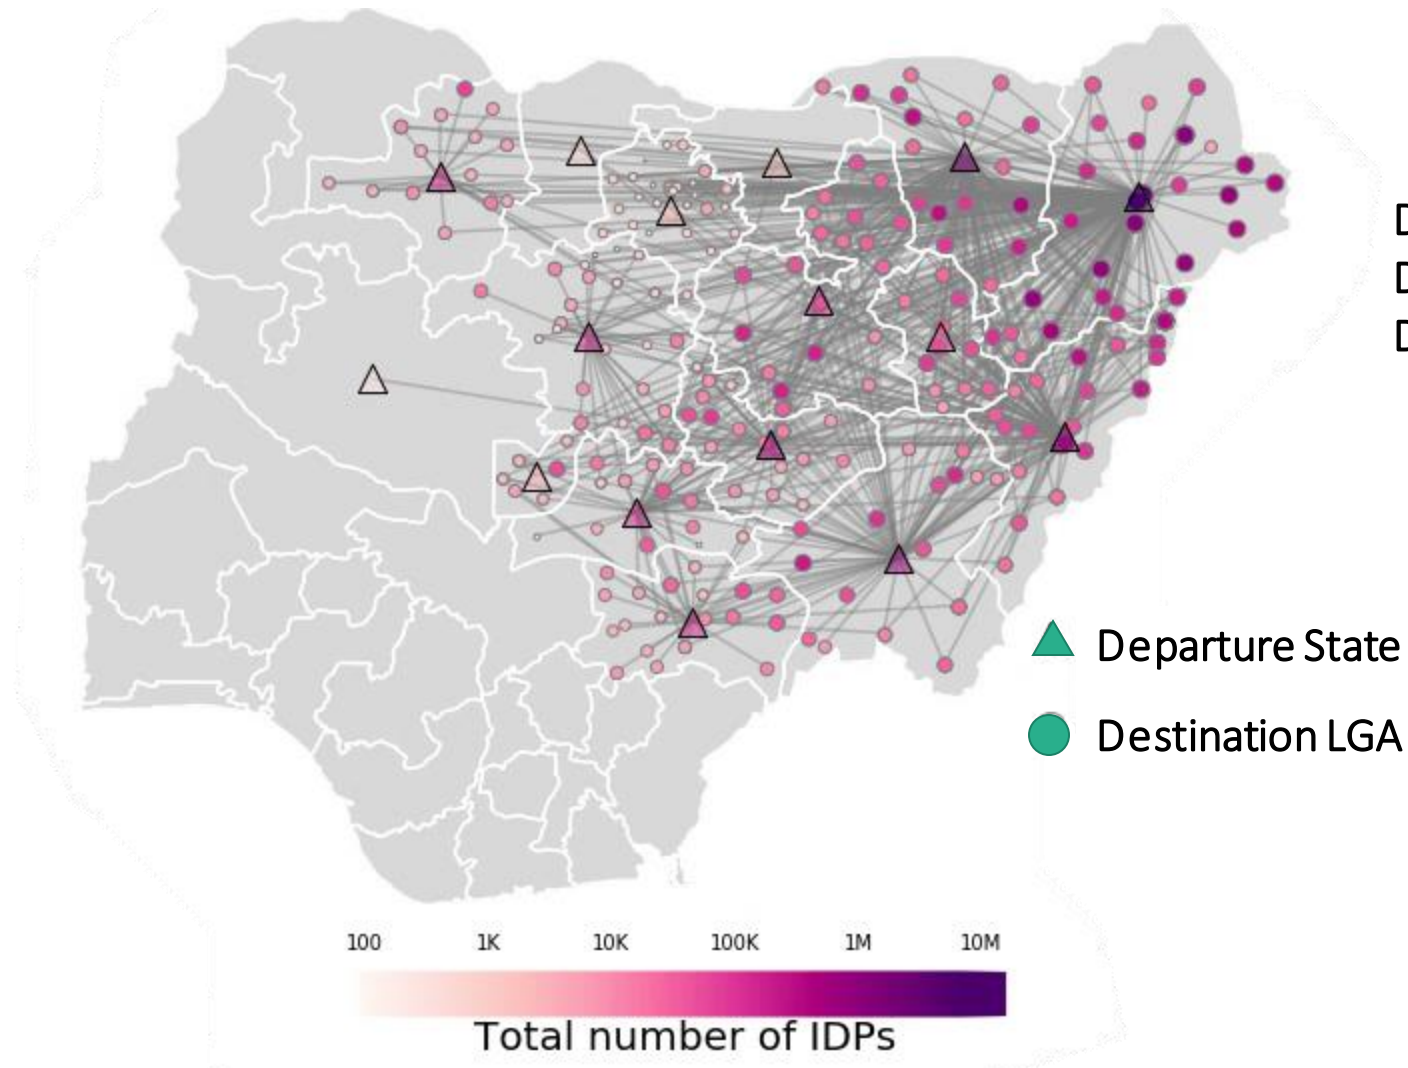 D
D
D
Departure State
Destination LGA
100 1K 10K 100K 1M 10M
Total number of IDPs